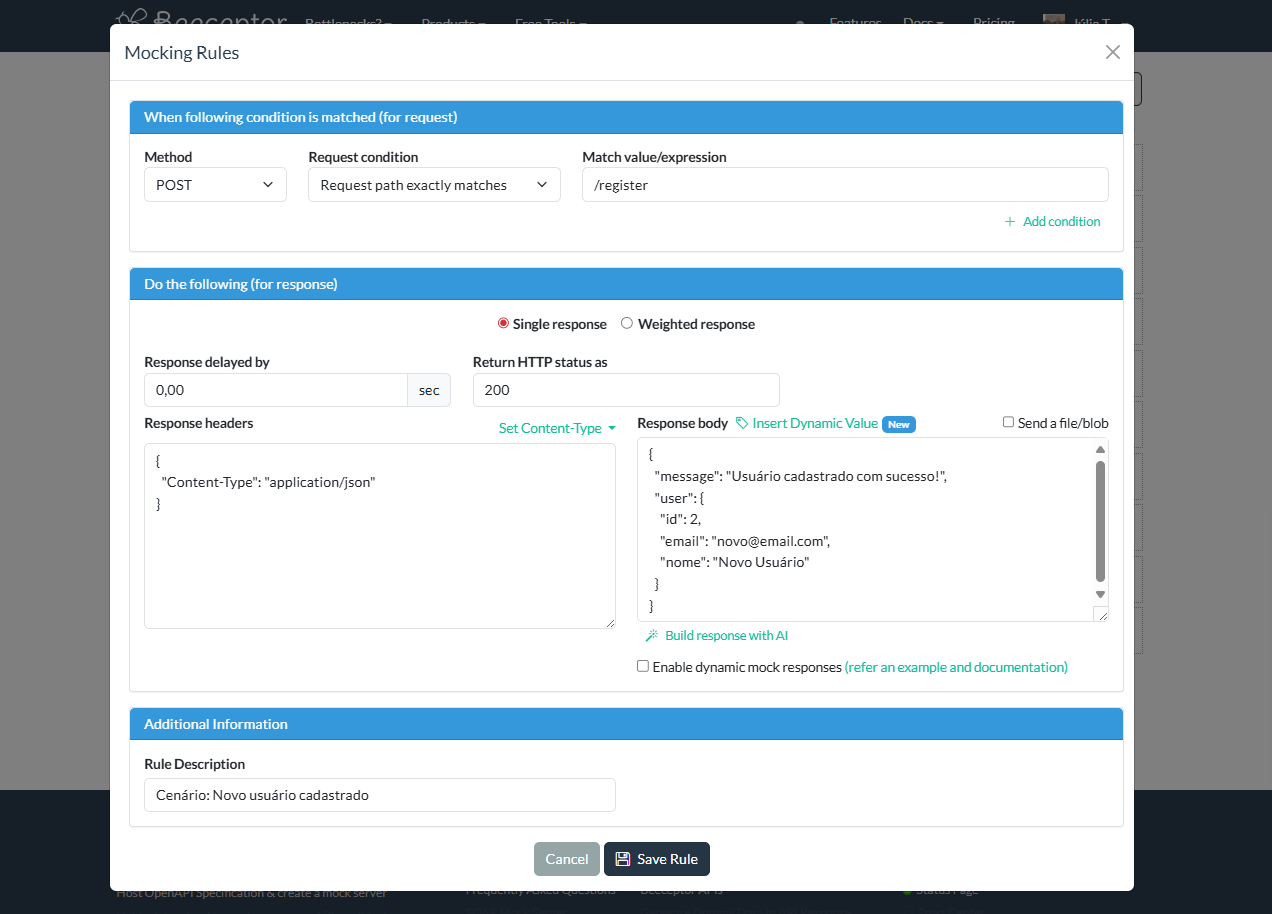 Beeceptor Bottlenecks? Products Free Tools Features Docs Pricing Júlia T
Mocking Rules
When following condition is matched (for request)
Method Request condition Match value/expression
POST Request path exactly matches /register
+ Add condition
Do the following (for response)
Single response Weighted response
Response delayed by Return HTTP status as
0,00 sec 200
Response headers Set Content-Type
{
"Content-Type": "application/json"
}
Response body Insert Dynamic Value New Send a file/blob
{
"message": "Usuário cadastrado com sucesso!",
"user": {
"id": 2,
"email": "novo@email.com",
"nome": "Novo Usuário"
}
}
Build response with AI
Enable dynamic mock responses (refer an example and documentation)
Additional Information
Rule Description
Cenário: Novo usuário cadastrado
Cancel Save Rule
Host OpenAPI Specification & create a mock server Frequently Asked Questions Beeceptor APIs Status Page